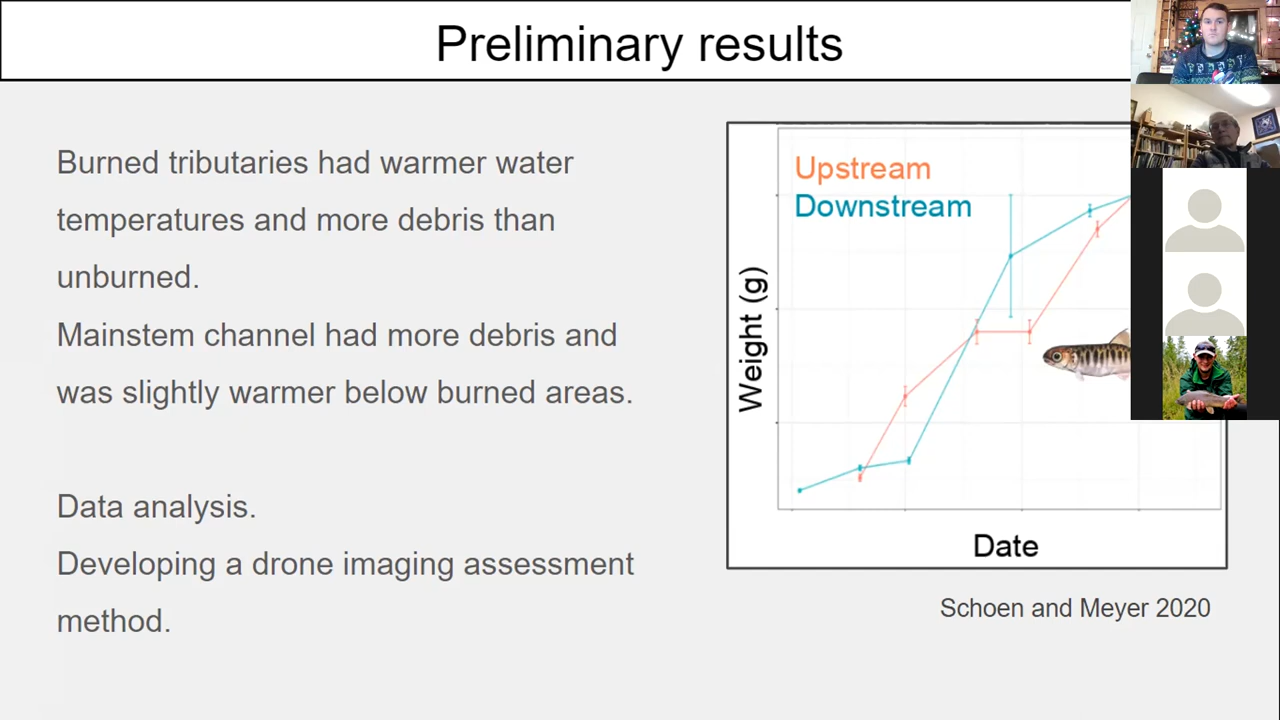 Preliminary results
Burned tributaries had warmer water
temperatures and more debris than
unburned.
Mainstem channel had more debris and
was slightly warmer below burned areas.
Data analysis.
Developing a drone imaging assessment
method.
Upstream
Downstream
Weight (g)
Date
Schoen and Meyer 2020